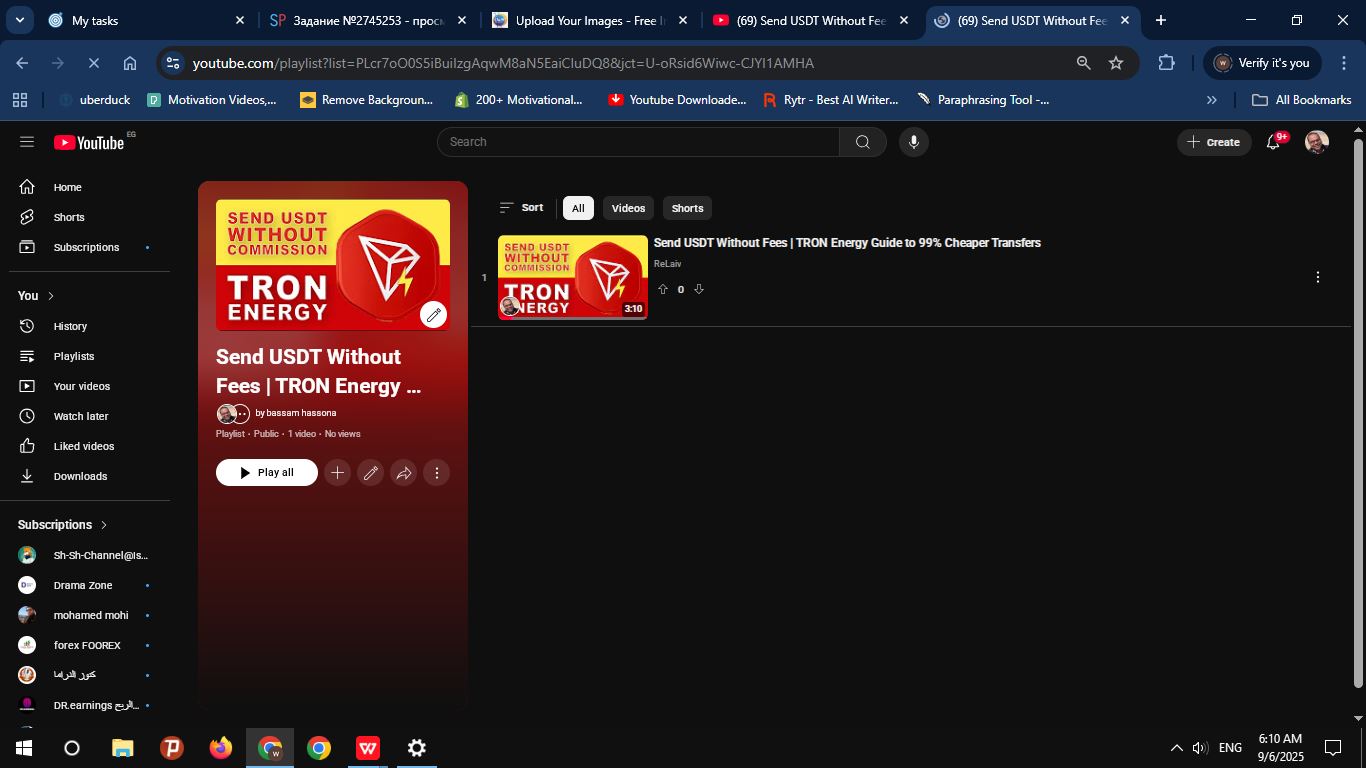 My tasks
Задание №2745253 - просм
Upload Your Images - Free I
(69) Send USDT Without Fee
(69) Send USDT Without Fee
youtube.com/playlist?list=PLcr7oO0S5iBuiIzgAqwM8aN5EaiCIuDQ8&jct=U-oRsid6Wiwc-CJYI1AMHA
Verify it's you
uberduck
Motivation Videos,...
Remove Backgroun...
200+ Motivational...
Youtube Downloade...
Rytr - Best AI Writer...
Paraphrasing Tool -...
All Bookmarks
YouTube EG
Search
Create
9+
Home
Shorts
Subscriptions
You
History
Playlists
Your videos
Watch later
Liked videos
Downloads
Subscriptions
Sh-Sh-Channel@Is...
Drama Zone
mohamed mohi
forex FOOREX
كنوز الدراما
DR.earnings الربح...
SEND USDT
WITHOUT
COMMISSION
TRON
ENERGY
Send USDT Without
Fees | TRON Energy ...
by bassam hassona
Playlist · Public · 1 video · No views
Play all
Sort
All
Videos
Shorts
1
SEND USDT
WITHOUT
COMMISSION
TRON
ENERGY
3:10
Send USDT Without Fees | TRON Energy Guide to 99% Cheaper Transfers
ReLaiv
0
ENG
6:10 AM
9/6/2025